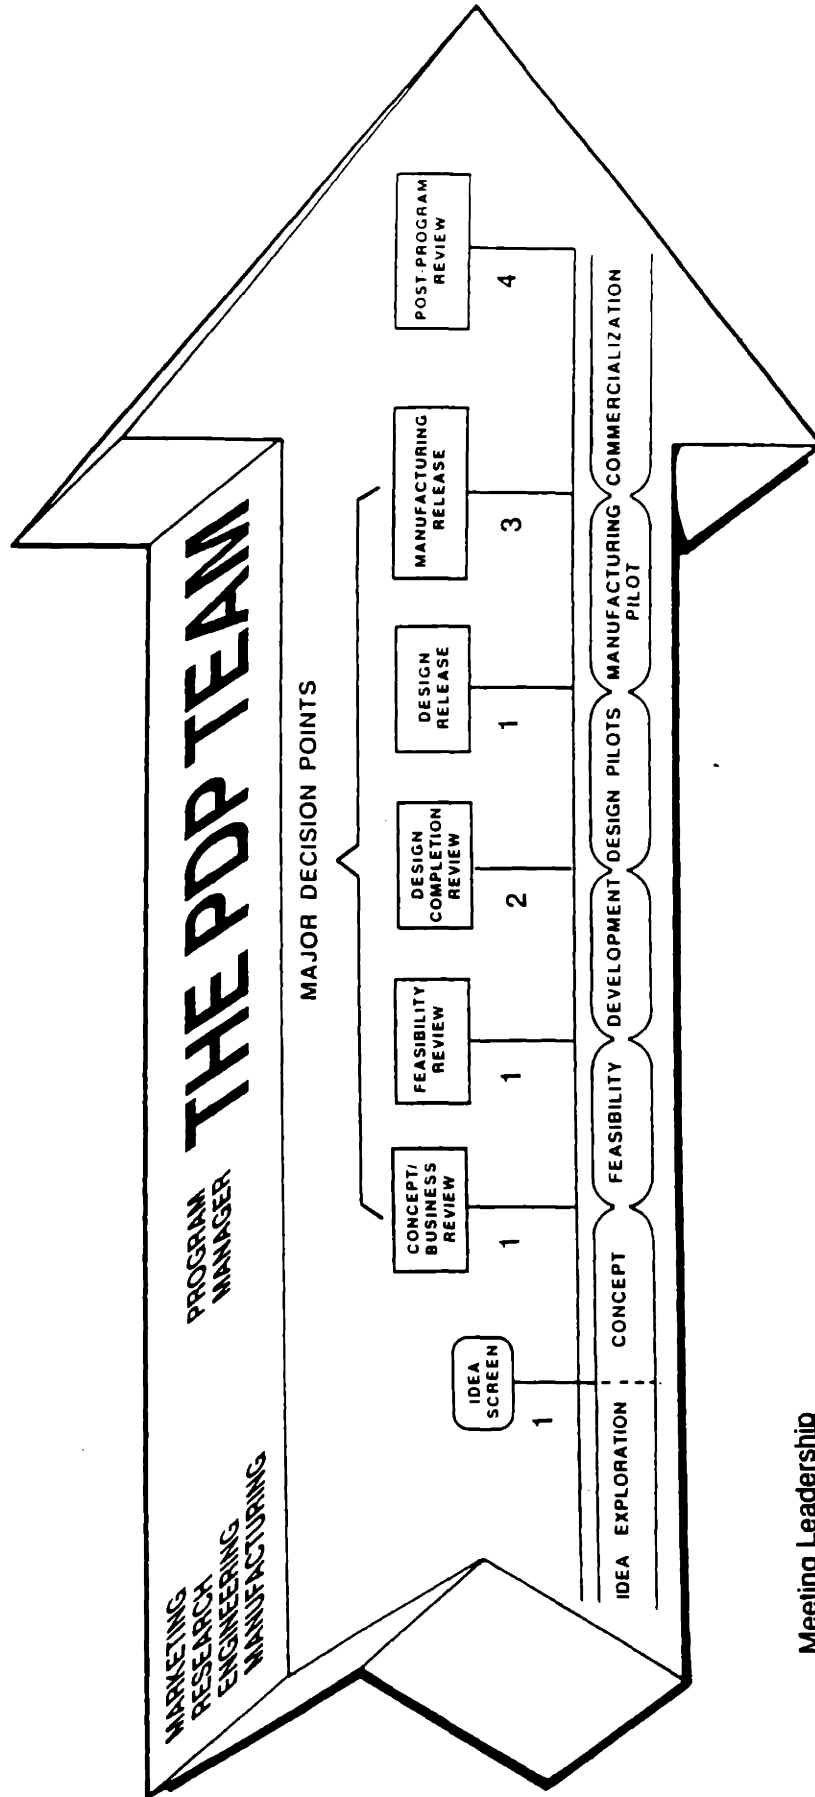 MARKETING
RESEARCH
ENGINEERING
MANUFACTURING
PROGRAM
MANAGER
THE PDP TEAM
MAJOR DECISION POINTS
IDEA
SCREEN
1
CONCEPT/
BUSINESS
REVIEW
1
FEASIBILITY
REVIEW
1
DESIGN
COMPLETION
REVIEW
2
DESIGN
RELEASE
1
MANUFACTURING
RELEASE
3
POST-PROGRAM
REVIEW
4
IDEA EXPLORATION
CONCEPT
FEASIBILITY
DEVELOPMENT
DESIGN PILOTS
MANUFACTURING
PILOT
COMMERCIALIZATION
Meeting Leadership